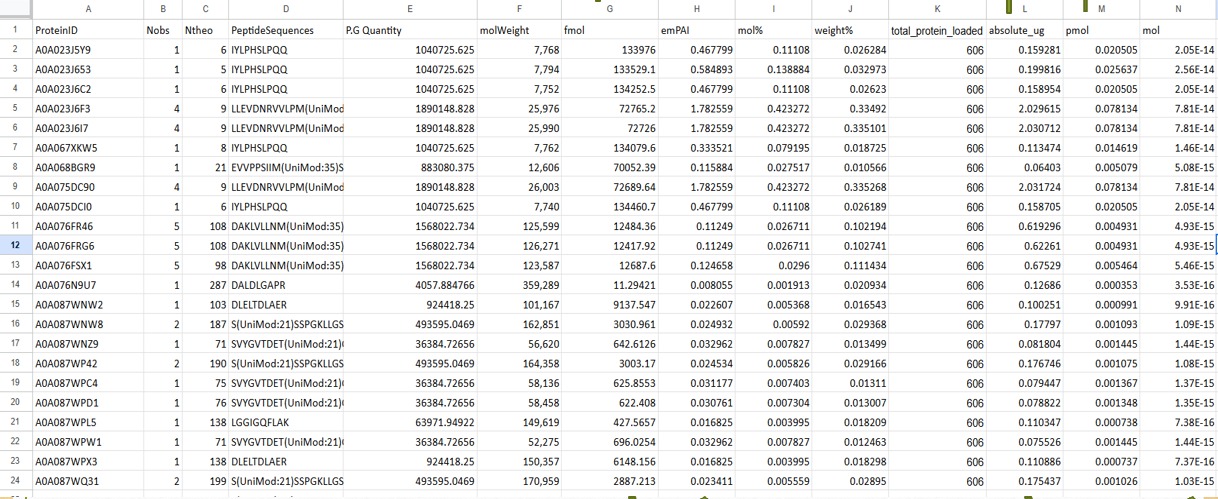 A B C D E F G H I J K L M N
1 ProteinID Nobs Ntheo PeptIdeSequences P.G Quantity molWeight fmol emPAI mol% weight% total_protein_loaded absolute_ug pmol mol
2 A0A023J5Y9 1 6 IYLPHSLPQQ 1040725.625 7,768 133976 0.467799 0.11108 0.026284 606 0.159281 0.020505 2.05E-14
3 A0A023J653 1 5 IYLPHSLPQQ 1040725.625 7,794 133529.1 0.584893 0.138884 0.032973 606 0.199816 0.025637 2.56E-14
4 A0A023J6C2 1 6 IYLPHSLPQQ 1040725.625 7,752 134252.5 0.467799 0.11108 0.02623 606 0.158954 0.020505 2.05E-14
5 A0A023J6F3 4 9 LLEVDNRVVLPM(UniMod 1890148.828 25,976 72765.2 1.782559 0.423272 0.33492 606 2.029615 0.078134 7.81E-14
6 A0A023J6I7 4 9 LLEVDNRVVLPM(UniMod 1890148.828 25,990 72726 1.782559 0.423272 0.335101 606 2.030712 0.078134 7.81E-14
7 A0A067XKW5 1 8 IYLPHSLPQQ 1040725.625 7,762 134079.6 0.333521 0.079195 0.018725 606 0.113474 0.014619 1.46E-14
8 A0A068BGR9 1 21 EVVPPSIIM(UniMod:35)S 883080.375 12,606 70052.39 0.115884 0.027517 0.010566 606 0.06403 0.005079 5.08E-15
9 A0A075DC90 4 9 LLEVDNRVVLPM(UniMod 1890148.828 26,003 72689.64 1.782559 0.423272 0.335268 606 2.031724 0.078134 7.81E-14
10 A0A075DCI0 1 6 IYLPHSLPQQ 1040725.625 7,740 134460.7 0.467799 0.11108 0.026189 606 0.158705 0.020505 2.05E-14
11 A0A076FR46 5 108 DAKLVLLNM(UniMod:35) 1568022.734 125,599 12484.36 0.11249 0.026711 0.102194 606 0.619296 0.004931 4.93E-15
12 A0A076FRG6 5 108 DAKLVLLNM(UniMod:35) 1568022.734 126,271 12417.92 0.11249 0.026711 0.102741 606 0.62261 0.004931 4.93E-15
13 A0A076FSX1 5 98 DAKLVLLNM(UniMod:35) 1568022.734 123,587 12687.6 0.124658 0.0296 0.111434 606 0.67529 0.005464 5.46E-15
14 A0A076N9U7 1 287 DALDLGAPR 4057.884766 359,289 11.29421 0.008055 0.001913 0.020934 606 0.12686 0.000353 3.53E-16
15 A0A087WNW2 1 103 DLELTDLAER 924418.25 101,167 9137.547 0.022607 0.005368 0.016543 606 0.100251 0.000991 9.91E-16
16 A0A087WNW8 2 187 S(UniMod:21)SSPGKLLGS 493595.0469 162,851 3030.961 0.024932 0.00592 0.029368 606 0.17797 0.001093 1.09E-15
17 A0A087WNZ9 1 71 SVYGVTDET(UniMod:21)( 36384.72656 56,620 642.6126 0.032962 0.007827 0.013499 606 0.081804 0.001445 1.44E-15
18 A0A087WP42 2 190 S(UniMod:21)SSPGKLLGS 493595.0469 164,358 3003.17 0.024534 0.005826 0.029166 606 0.176746 0.001075 1.08E-15
19 A0A087WPC4 1 75 SVYGVTDET(UniMod:21)( 36384.72656 58,136 625.8553 0.031177 0.007403 0.01311 606 0.079447 0.001367 1.37E-15
20 A0A087WPD1 1 76 SVYGVTDET(UniMod:21)( 36384.72656 58,458 622.408 0.030761 0.007304 0.013007 606 0.078822 0.001348 1.35E-15
21 A0A087WPL5 1 138 LGGIGQFLAK 63971.94922 149,619 427.5657 0.016825 0.003995 0.018209 606 0.110347 0.000738 7.38E-16
22 A0A087WPW1 1 71 SVYGVTDET(UniMod:21)( 36384.72656 52,275 696.0254 0.032962 0.007827 0.012463 606 0.075526 0.001445 1.44E-15
23 A0A087WPX3 1 138 DLELTDLAER 924418.25 150,357 6148.156 0.016825 0.003995 0.018298 606 0.110886 0.000737 7.37E-16
24 A0A087WQ31 2 199 S(UniMod:21)SSPGKLLGS 493595.0469 170,959 2887.213 0.023411 0.005559 0.02895 606 0.175437 0.001026 1.03E-15